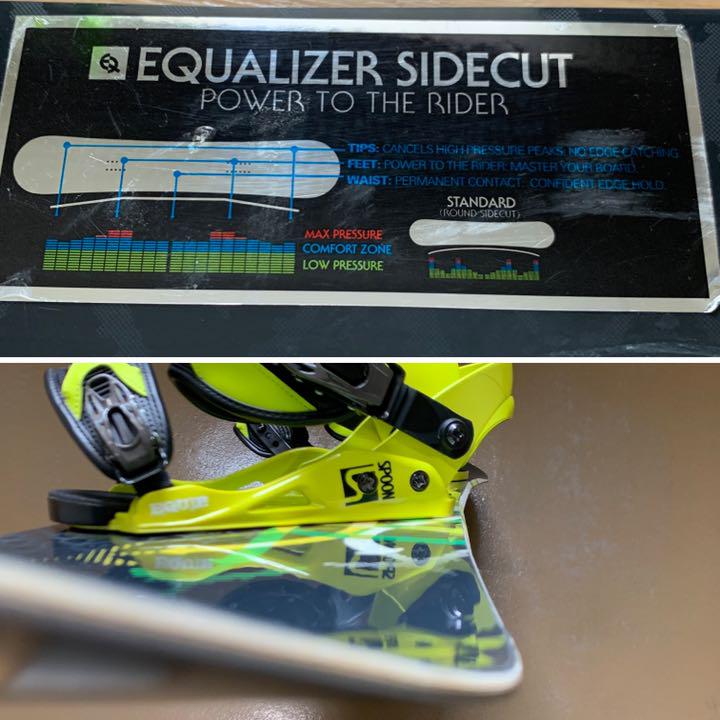 EQ EQUALIZER SIDECUT
POWER TO THE RIDER
TIPS: CANCELS HIGH PRESSURE PEAKS. NO EDGE CATCHING.
FEET: POWER TO THE RIDER. MASTER YOUR BOARD.
WAIST: PERMANENT CONTACT. CONFIDENT EDGE HOLD.
STANDARD
(ROUND SIDECUT)
MAX PRESSURE
COMFORT ZONE
LOW PRESSURE
SPOON